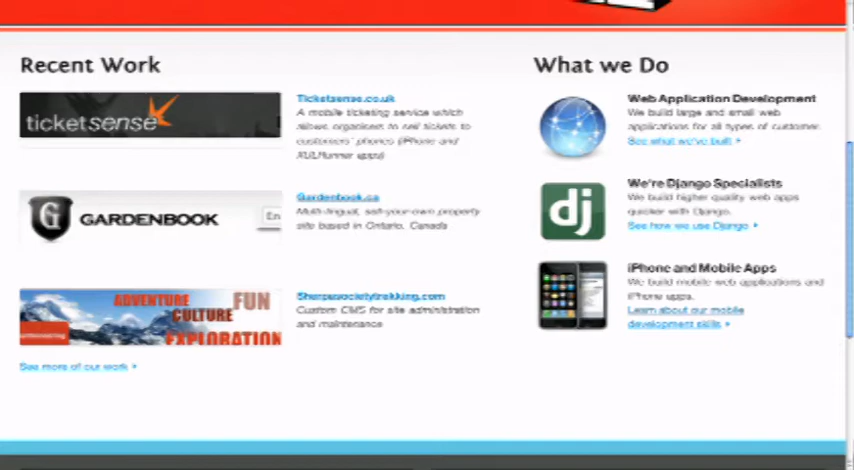 Recent Work
ticketsense
Ticketsense.co.uk
A mobile ticketing service which
allows organisers to sell tickets to
customers' phones (iPhone and
XULRunner apps)
G GARDENBOOK
En
Gardenbook.ca
Multi-lingual, sell-your-own property
site based in Ontario, Canada
ADVENTURE FUN
CULTURE
EXPLORATION
Sherpasocietytrekking.com
Custom CMS for site administration
and maintenance
See more of our work
What we Do
Web Application Development
We build large and small web
applications for all types of customer.
See what we've built
dj
We're Django Specialists
We build higher quality web apps
quicker with Django.
See how we use Django
iPhone and Mobile Apps
We build mobile web applications and
iPhone apps.
Learn about our mobile
development skills